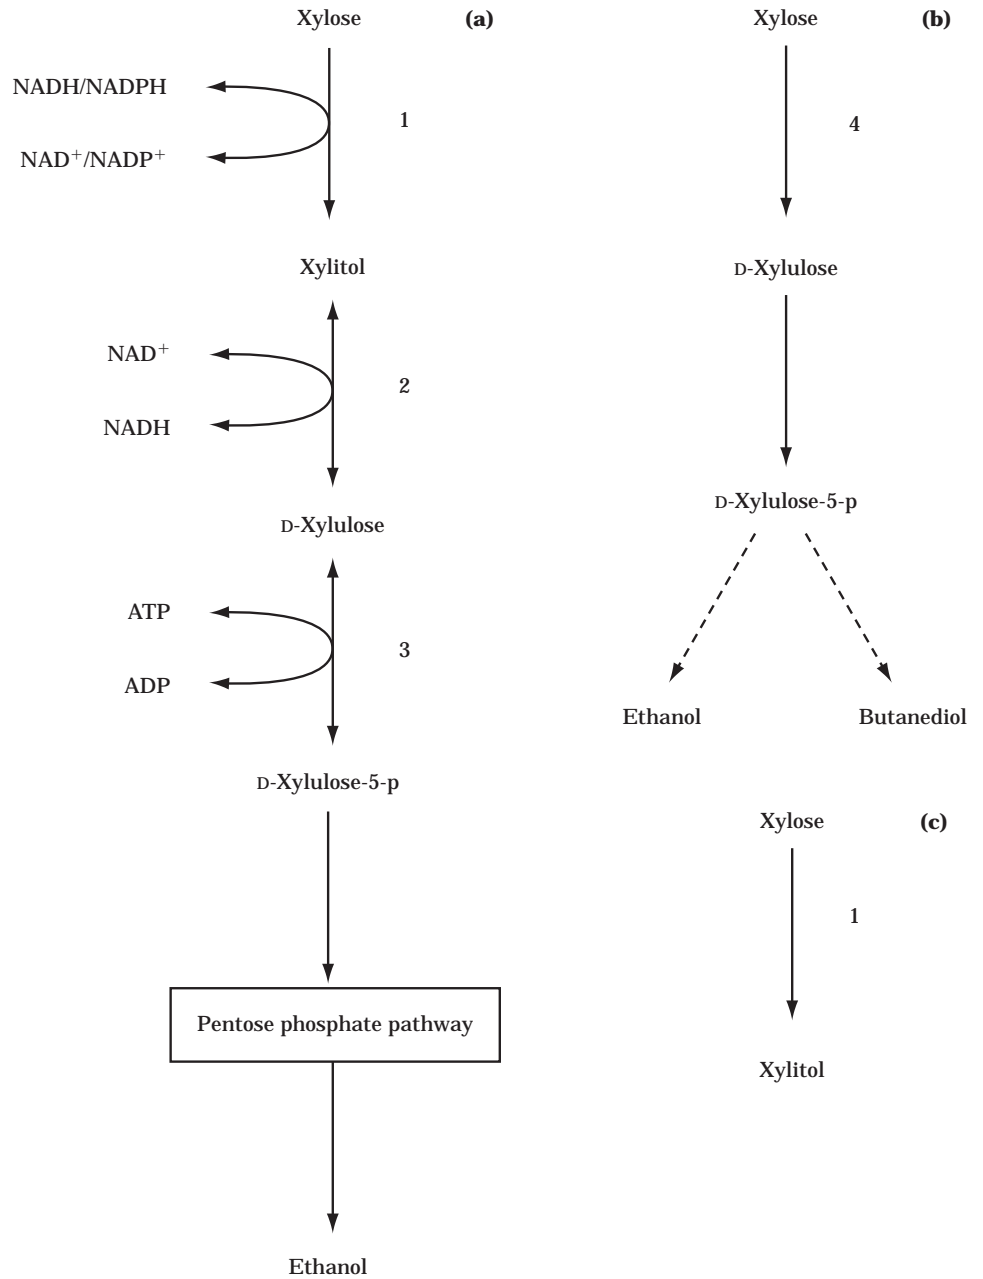 Xylose
(a)
NADH/NADPH
1
NAD⁺/NADP⁺
Xylitol
NAD⁺
2
NADH
D-Xylulose
ATP
3
ADP
D-Xylulose-5-p
Pentose phosphate pathway
Ethanol
Xylose
(b)
4
D-Xylulose
D-Xylulose-5-p
Ethanol
Butanediol
Xylose
(c)
1
Xylitol